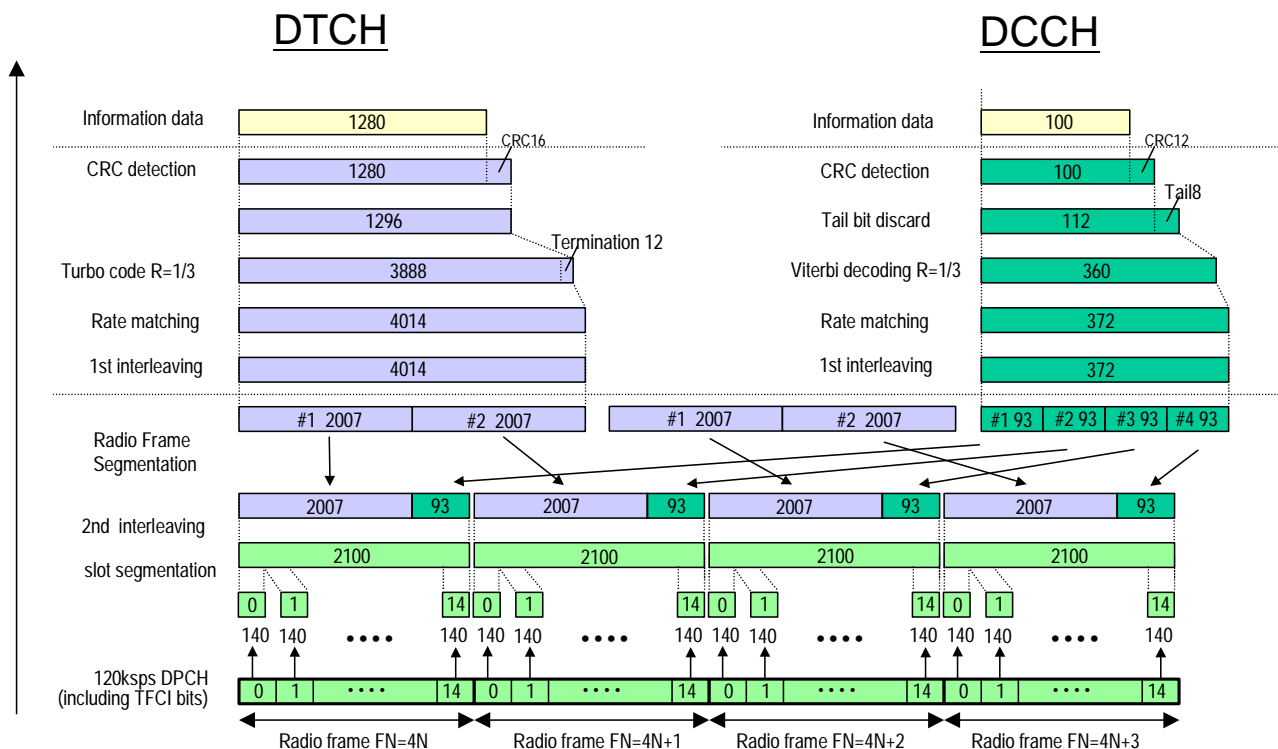 DTCH DCCH
Information data 1280 Information data 100
CRC16 CRC12
CRC detection 1280 CRC detection 100
Tail8
1296 Tail bit discard 112
Termination 12
Turbo code R=1/3 3888 Viterbi decoding R=1/3 360
Rate matching 4014 Rate matching 372
1st interleaving 4014 1st interleaving 372
#1 2007 #2 2007 #1 2007 #2 2007 #1 93 #2 93 #3 93 #4 93
Radio Frame
Segmentation
2007 93 2007 93 2007 93 2007 93
2nd interleaving
2100 2100 2100 2100
slot segmentation
0 1 14 0 1 14 0 1 14 0 1 14
140 140 •••• 140 140 140 •••• 140 140 140 •••• 140 140 140 •••• 140
120ksps DPCH
(including TFCI bits)
0 1 •••• 14 0 1 •••• 14 0 1 •••• 14 0 1 •••• 14
Radio frame FN=4N Radio frame FN=4N+1 Radio frame FN=4N+2 Radio frame FN=4N+3